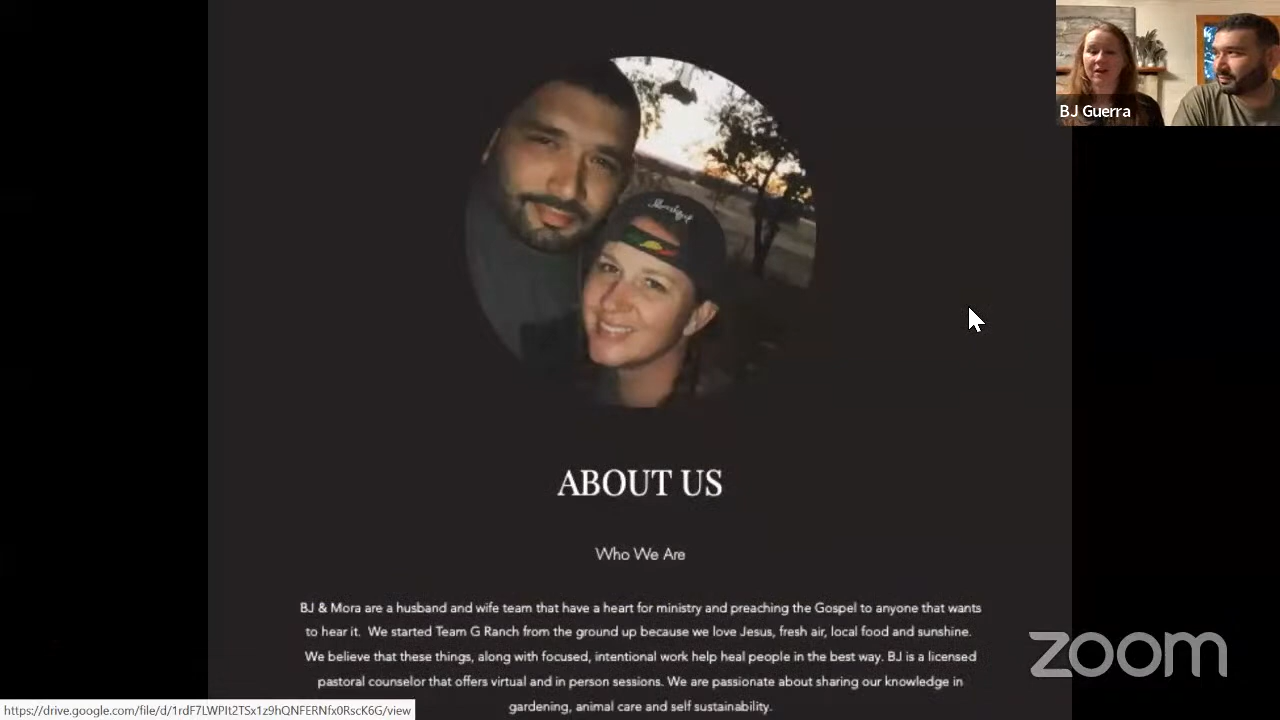 BJ Guerra
ABOUT US
Who We Are
BJ & Mora are a husband and wife team that have a heart for ministry and preaching the Gospel to anyone that wants
to hear it. We started Team G Ranch from the ground up because we love Jesus, fresh air, local food and sunshine.
We believe that these things, along with focused, intentional work help heal people in the best way. BJ is a licensed
pastoral counselor that offers virtual and in person sessions. We are passionate about sharing our knowledge in
gardening, animal care and self sustainability.
zoom
https://drive.google.com/file/d/1rdF7LWPIt2TSx1z9hQNFERNfx0RscK6G/view